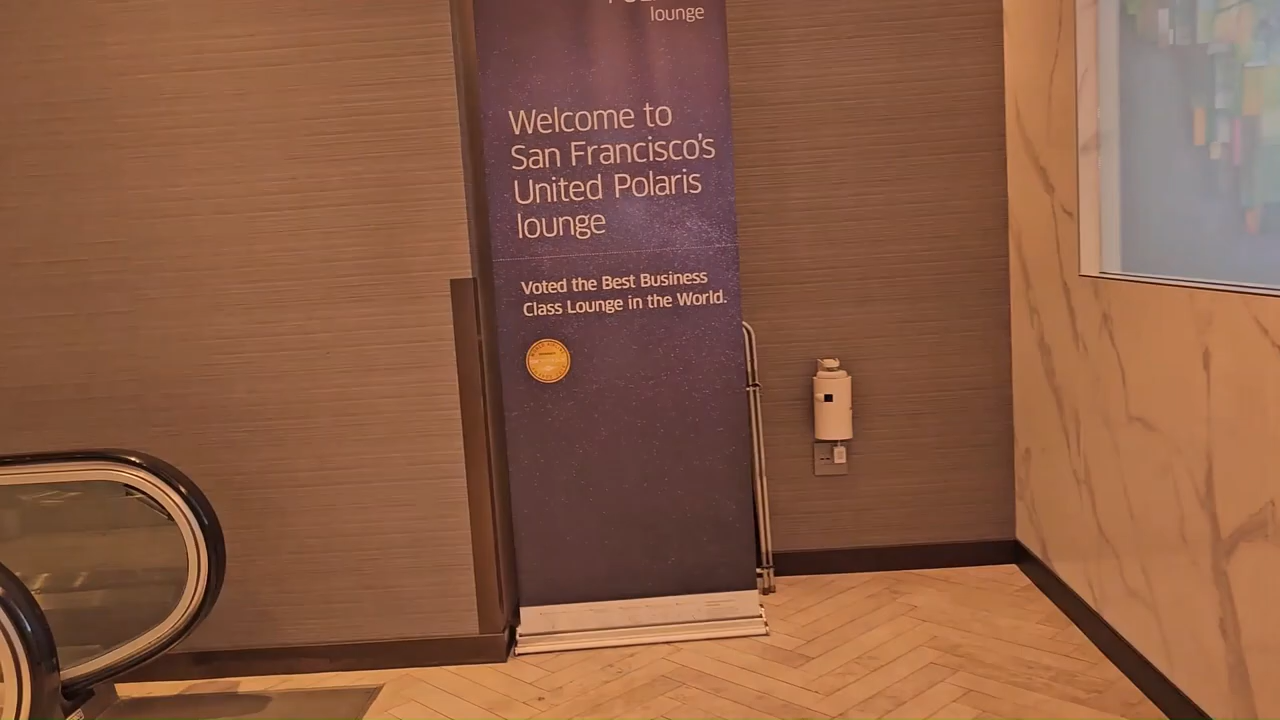 lounge
Welcome to
San Francisco's
United Polaris
lounge
Voted the Best Business
Class Lounge in the World.